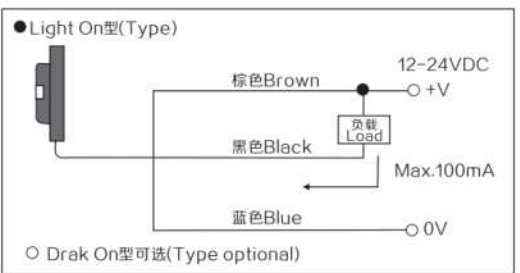 ●Light On型(Type)
12-24VDC
棕色Brown
+V
负载
Load
黑色Black
Max.100mA
蓝色Blue
0V
○ Drak On型可选(Type optional)